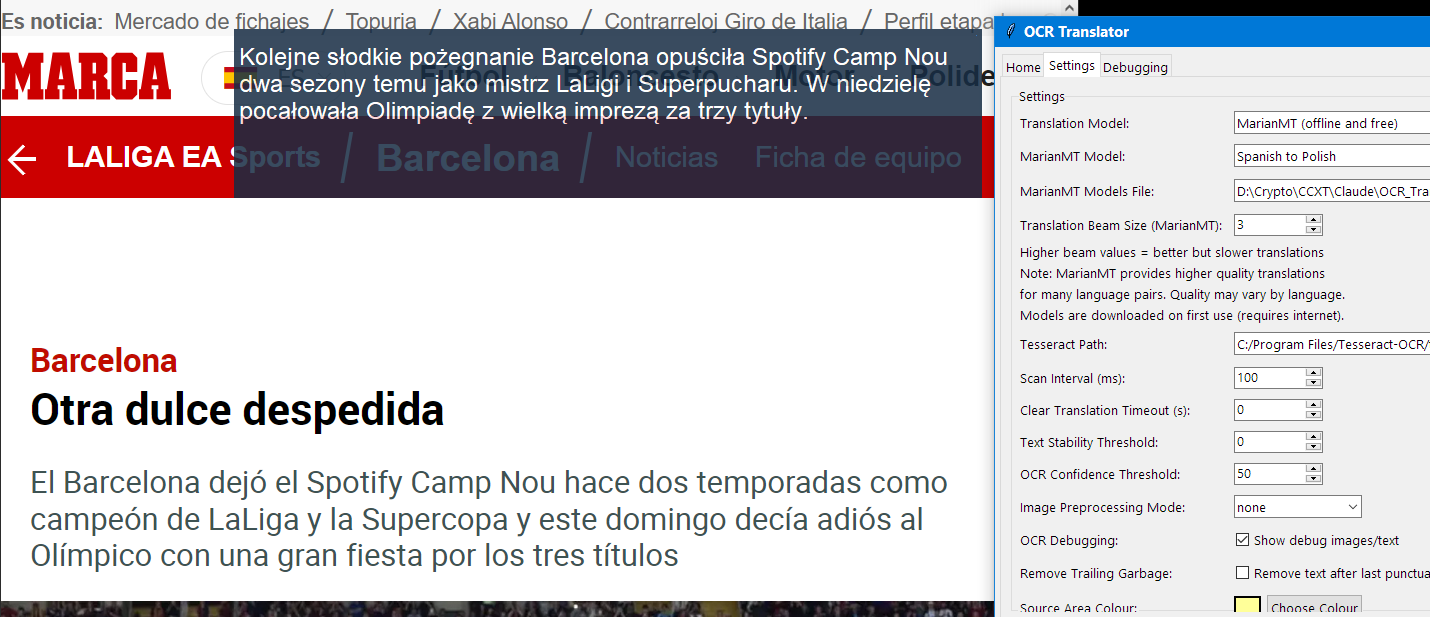 Es noticia: Mercado de fichajes / Topuria / Xabi Alonso / Contrarreloj Giro de Italia / Perfil etapa
MARCA
ES Futbol Baloncesto Motor Polide
Kolejne słodkie pożegnanie Barcelona opuściła Spotify Camp Nou
dwa sezony temu jako mistrz LaLigi i Superpucharu. W niedzielę
pocałowała Olimpiadę z wielką imprezą za trzy tytuły.
LALIGA EA Sports / Barcelona / Noticias Ficha de equipo
Barcelona
Otra dulce despedida
El Barcelona dejó el Spotify Camp Nou hace dos temporadas como
campeón de LaLiga y la Supercopa y este domingo decía adiós al
Olímpico con una gran fiesta por los tres títulos
OCR Translator
Home Settings Debugging
Settings
Translation Model: MarianMT (offline and free)
MarianMT Model: Spanish to Polish
MarianMT Models File: D:\Crypto\CCXT\Claude\OCR_Tra
Translation Beam Size (MarianMT): 3
Higher beam values = better but slower translations
Note: MarianMT provides higher quality translations
for many language pairs. Quality may vary by language.
Models are downloaded on first use (requires internet).
Tesseract Path: C:/Program Files/Tesseract-OCR/
Scan Interval (ms): 100
Clear Translation Timeout (s): 0
Text Stability Threshold: 0
OCR Confidence Threshold: 50
Image Preprocessing Mode: none
OCR Debugging: Show debug images/text
Remove Trailing Garbage: Remove text after last punctua
Source Area Colour: Choose Colour